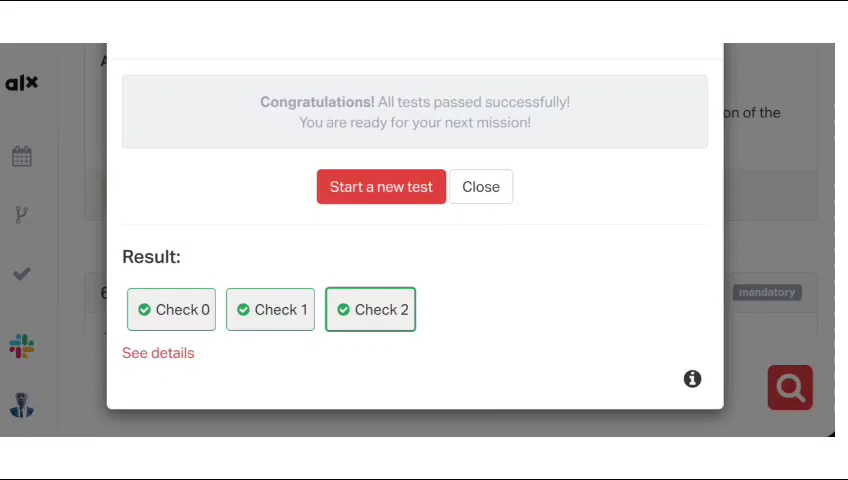 alx
Congratulations! All tests passed successfully!
You are ready for your next mission!
on of the
Start a new test
Close
Result:
Check 0
Check 1
Check 2
mandatory
See details